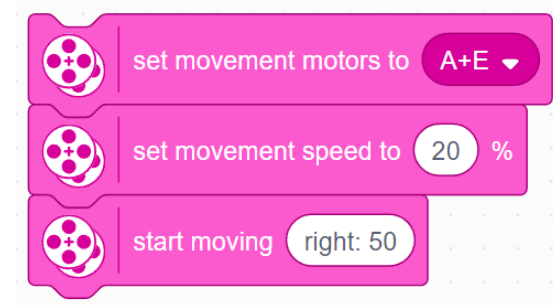 set movement motors to A+E
set movement speed to 20 %
start moving right: 50